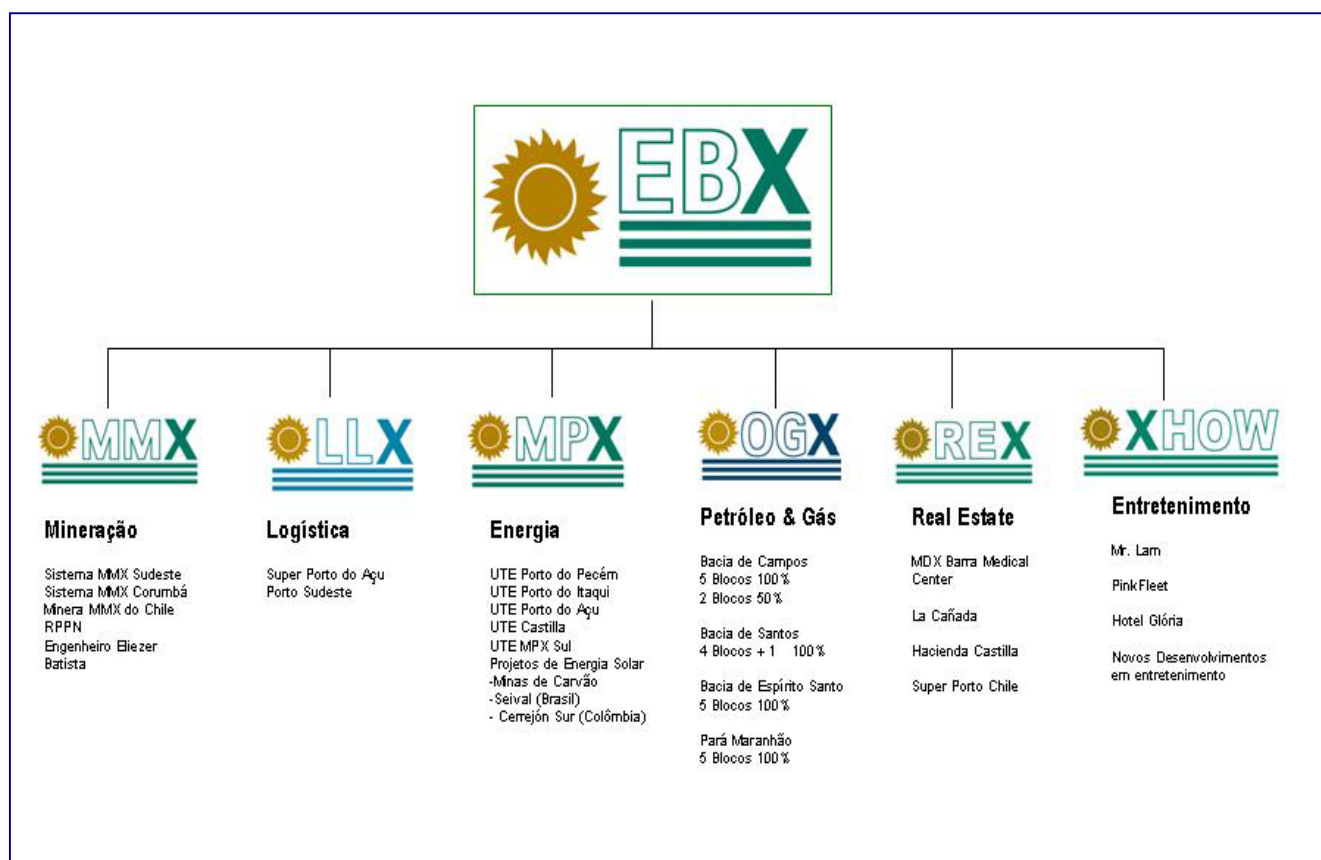 EBX
MMX
LLX
MPX
OGX
REX
XHOW
Mineração
Sistema MMX Sudeste
Sistema MMX Corumbá
Minera MMX do Chile
RPPN
Engenheiro Eliezer
Batista
Logística
Super Porto do Açu
Porto Sudeste
Energia
UTE Porto do Pecém
UTE Porto do Itaqui
UTE Porto do Açu
UTE Castilla
UTE MPX Sul
Projetos de Energia Solar
-Minas de Carvão
-Seival (Brasil)
- Cerrejón Sur (Colômbia)
Petróleo & Gás
Bacia de Campos
5 Blocos 100%
2 Blocos 50%
Bacia de Santos
4 Blocos + 1 100%
Bacia de Espírito Santo
5 Blocos 100%
Pará Maranhão
5 Blocos 100%
Real Estate
MDX Barra Medical
Center
La Cañada
Hacienda Castilla
Super Porto Chile
Entretenimento
Mr. Lam
PinkFleet
Hotel Glória
Novos Desenvolvimentos
em entretenimento